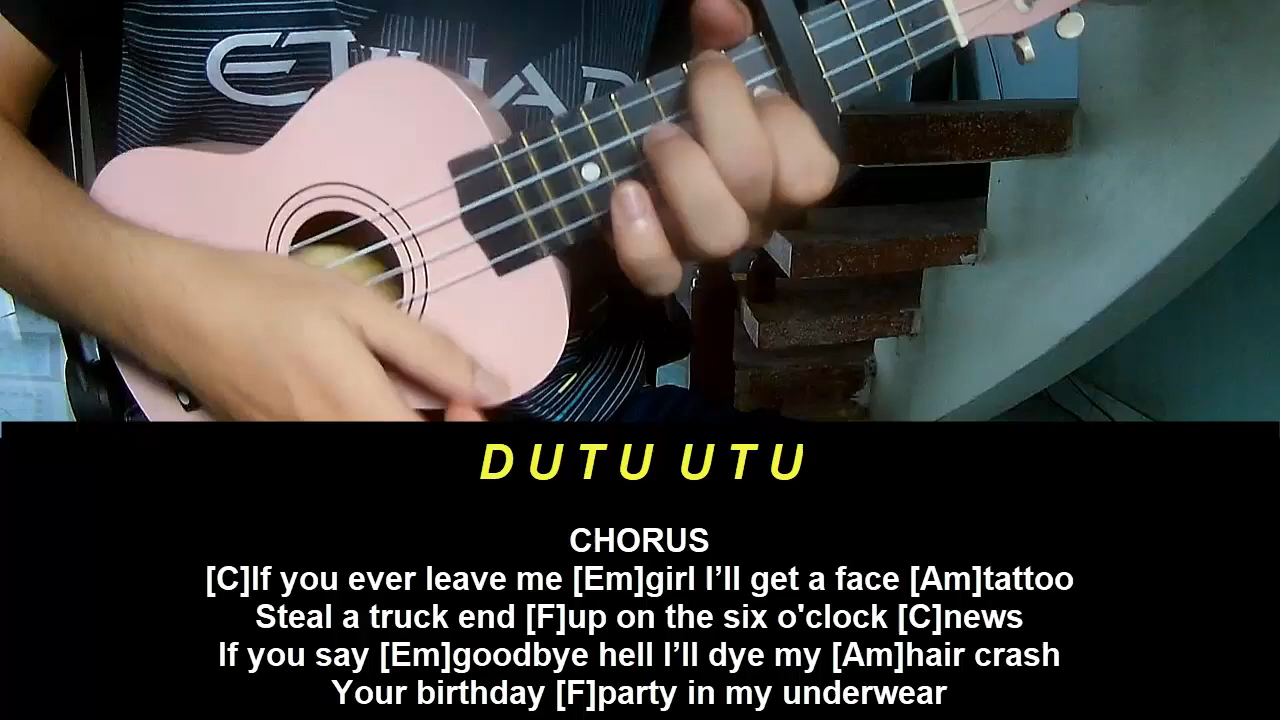 D U T U U T U
CHORUS
[C]If you ever leave me [Em]girl I’ll get a face [Am]tattoo
Steal a truck end [F]up on the six o'clock [C]news
If you say [Em]goodbye hell I’ll dye my [Am]hair crash
Your birthday [F]party in my underwear